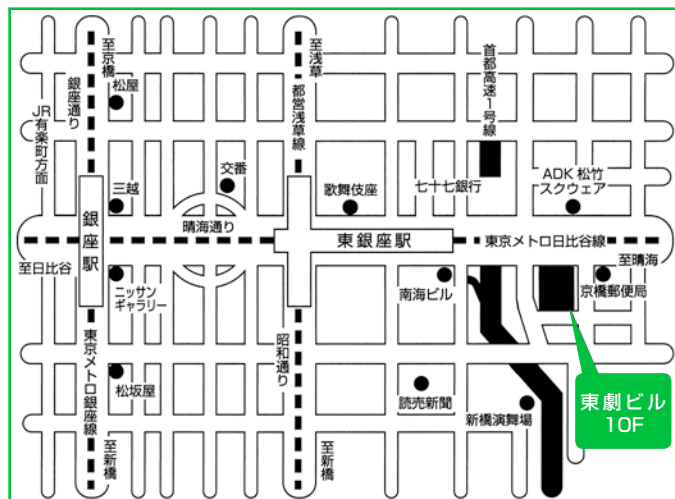 至京橋
至浅草
首都高速1号線
銀座通り
松屋
都営浅草線
JR有楽町方面
交番
三越
歌舞伎座
七十七銀行
ADK 松竹
スクウェア
銀座駅
晴海通り
東銀座駅
東京メトロ日比谷線
至日比谷
至晴海
ニッサン
ギャラリー
南海ビル
京橋郵便局
東京メトロ銀座線
昭和通り
松坂屋
読売新聞
新橋演舞場
東劇ビル
10F
至新橋
至新橋